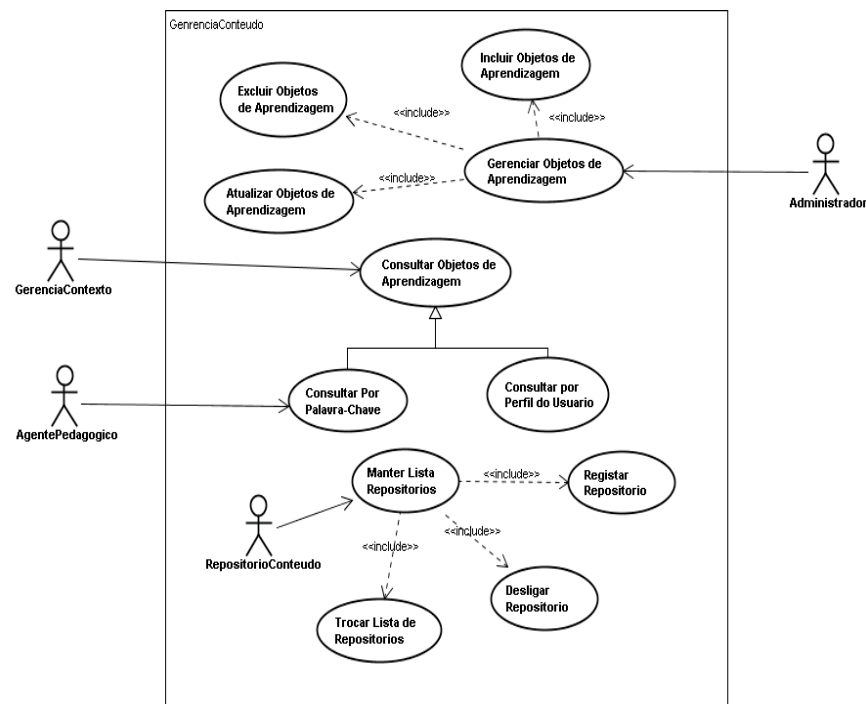 GenrenciaConteudo
Incluir Objetos de
Aprendizagem
Excluir Objetos
de Aprendizagem
<<include>>
<<include>>
Gerenciar Objetos de
Aprendizagem
<<include>>
Atualizar Objetos de
Aprendizagem
Administrador
Consultar Objetos de
Aprendizagem
GerenciaContexto
Consultar Por
Palavra-Chave
Consultar por
Perfil do Usuario
AgentePedagogico
Manter Lista
Repositorios
<<include>>
Registar
Repositorio
RepositorioConteudo
<<include>>
<<include>>
Desligar
Repositorio
Trocar Lista de
Repositorios